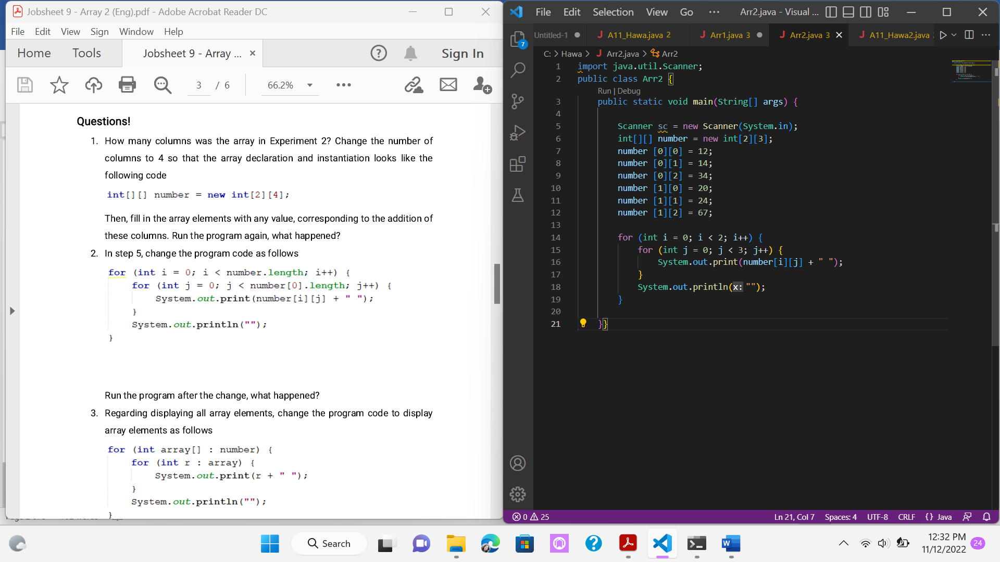 Jobsheet 9 - Array 2 (Eng).pdf - Adobe Acrobat Reader DC
File Edit View Sign Window Help
Home Tools Jobsheet 9 - Array ... × Sign In
3 / 6 66.2%
Questions!
1. How many columns was the array in Experiment 2? Change the number of
columns to 4 so that the array declaration and instantiation looks like the
following code
int[][] number = new int[2][4];
Then, fill in the array elements with any value, corresponding to the addition of
these columns. Run the program again, what happened?
2. In step 5, change the program code as follows
for (int i = 0; i < number.length; i++) {
for (int j = 0; j < number[0].length; j++) {
System.out.print(number[i][j] + " ");
}
System.out.println("");
}
Run the program after the change, what happened?
3. Regarding displaying all array elements, change the program code to display
array elements as follows
for (int array[] : number) {
for (int r : array) {
System.out.print(r + " ");
}
System.out.println("");
}
File Edit Selection View Go ··· Arr2.java - Visual ...
Untitled-1 J A11_Hawa.java 2 J Arr1.java 3 J Arr2.java 3 J A11_Hawa2.java
7
C: > Hawa > J Arr2.java > Arr2
1 import java.util.Scanner;
2 public class Arr2 {
Run | Debug
3 public static void main(String[] args) {
4
5 Scanner sc = new Scanner(System.in);
6 int[][] number = new int[2][3];
7 number [0][0] = 12;
8 number [0][1] = 14;
9 number [0][2] = 34;
10 number [1][0] = 20;
11 number [1][1] = 24;
12 number [1][2] = 67;
13
14 for (int i = 0; i < 2; i++) {
15 for (int j = 0; j < 3; j++) {
16 System.out.print(number[i][j] + " ");
17 }
18 System.out.println(x: "");
19 }
20
21 }}
0 25 Ln 21, Col 7 Spaces: 4 UTF-8 CRLF {} Java
Search
12:32 PM
11/12/2022
24